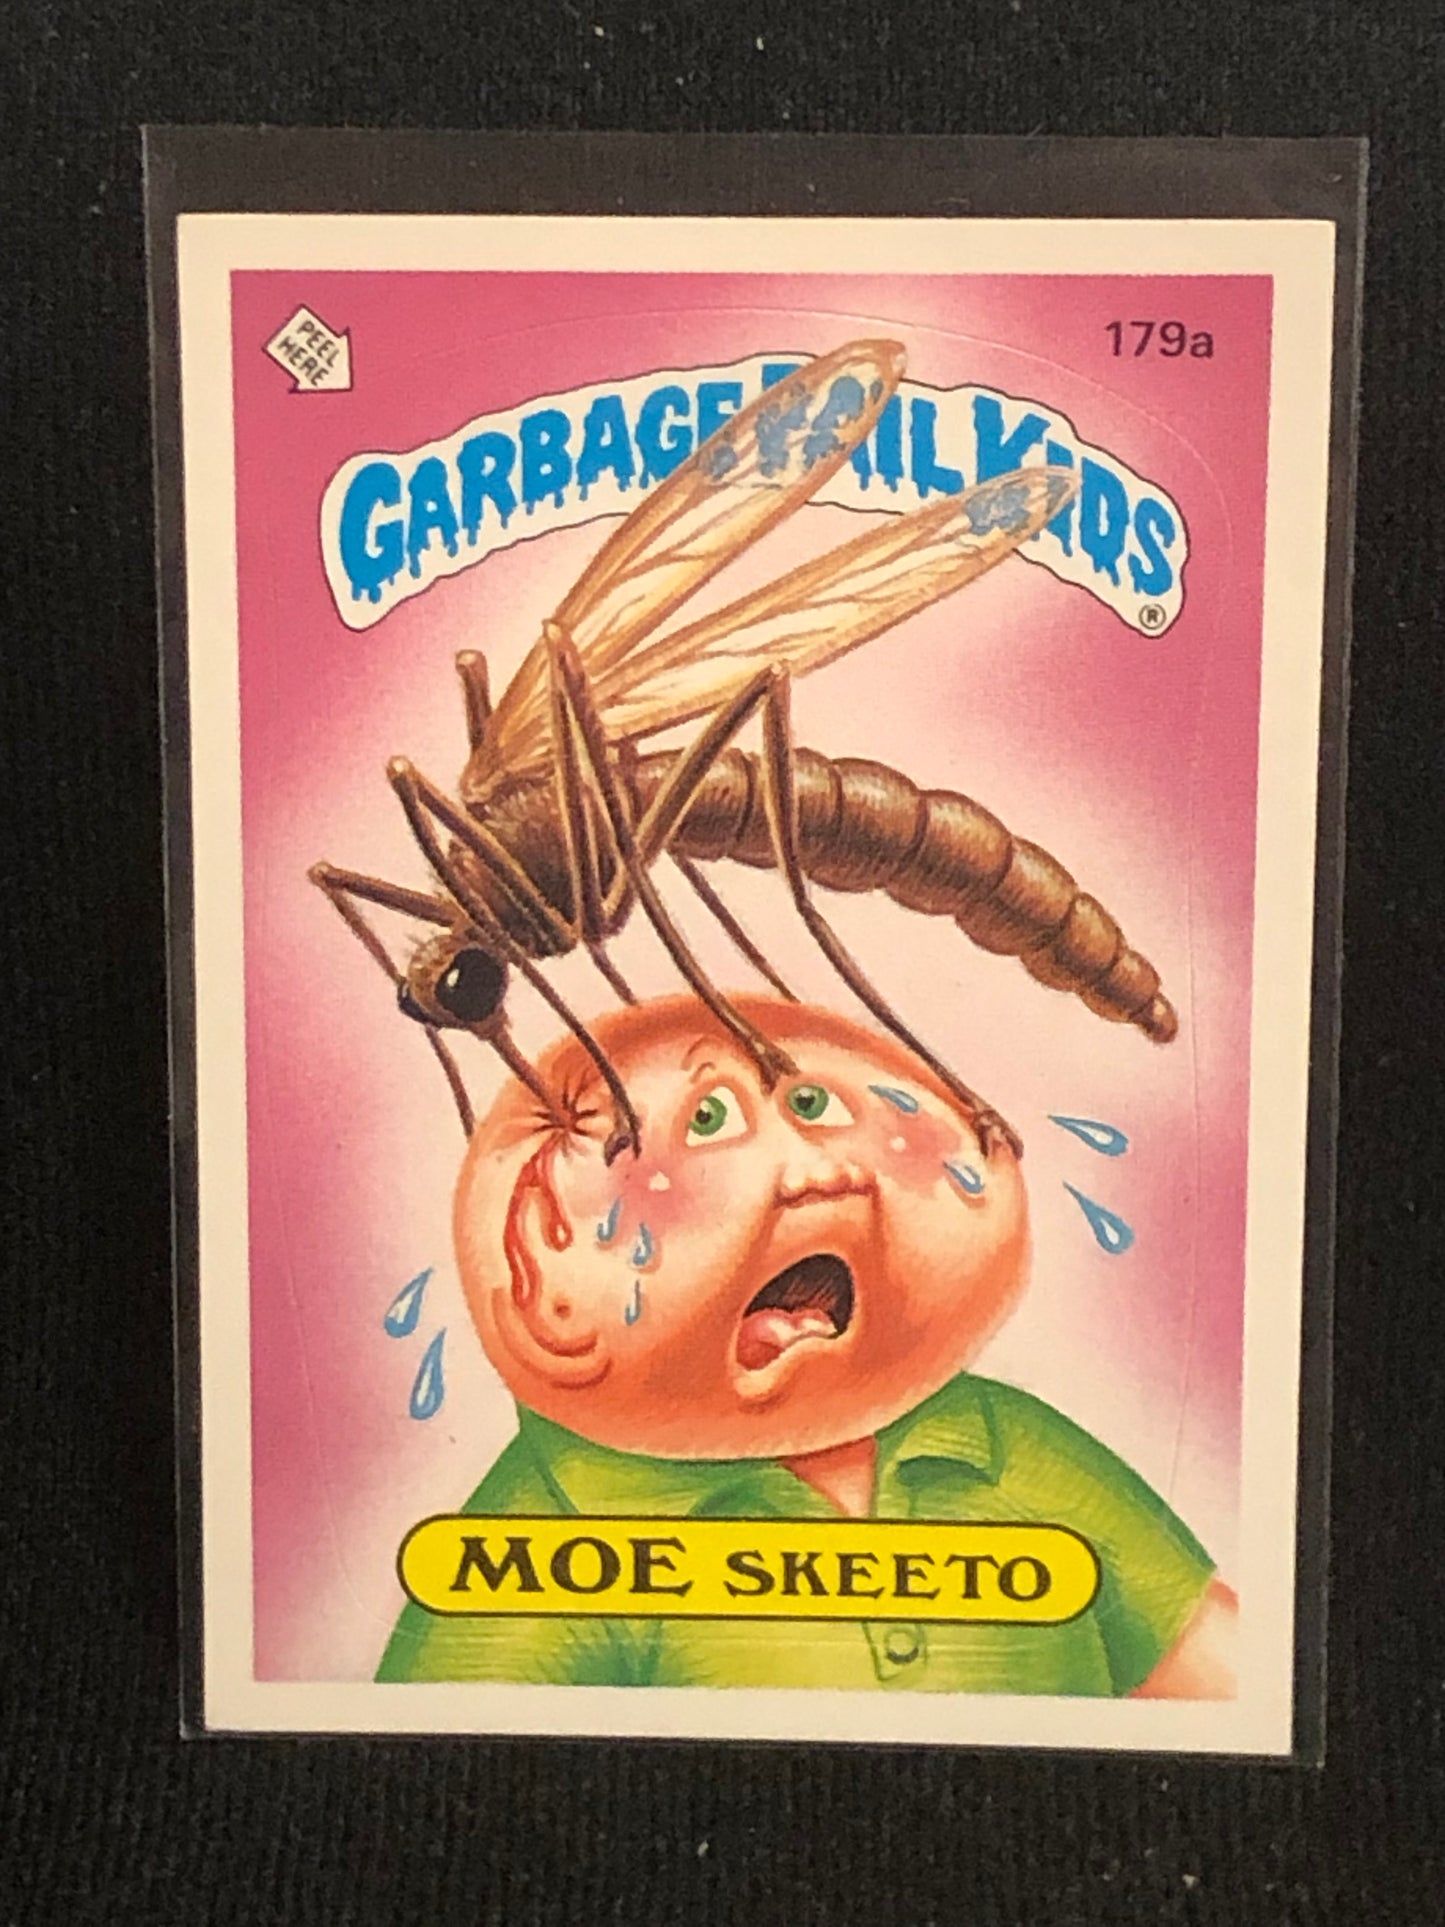 PEEL
HERE
179a
GARBAGE PAIL KIDS
®
MOE SKEETO